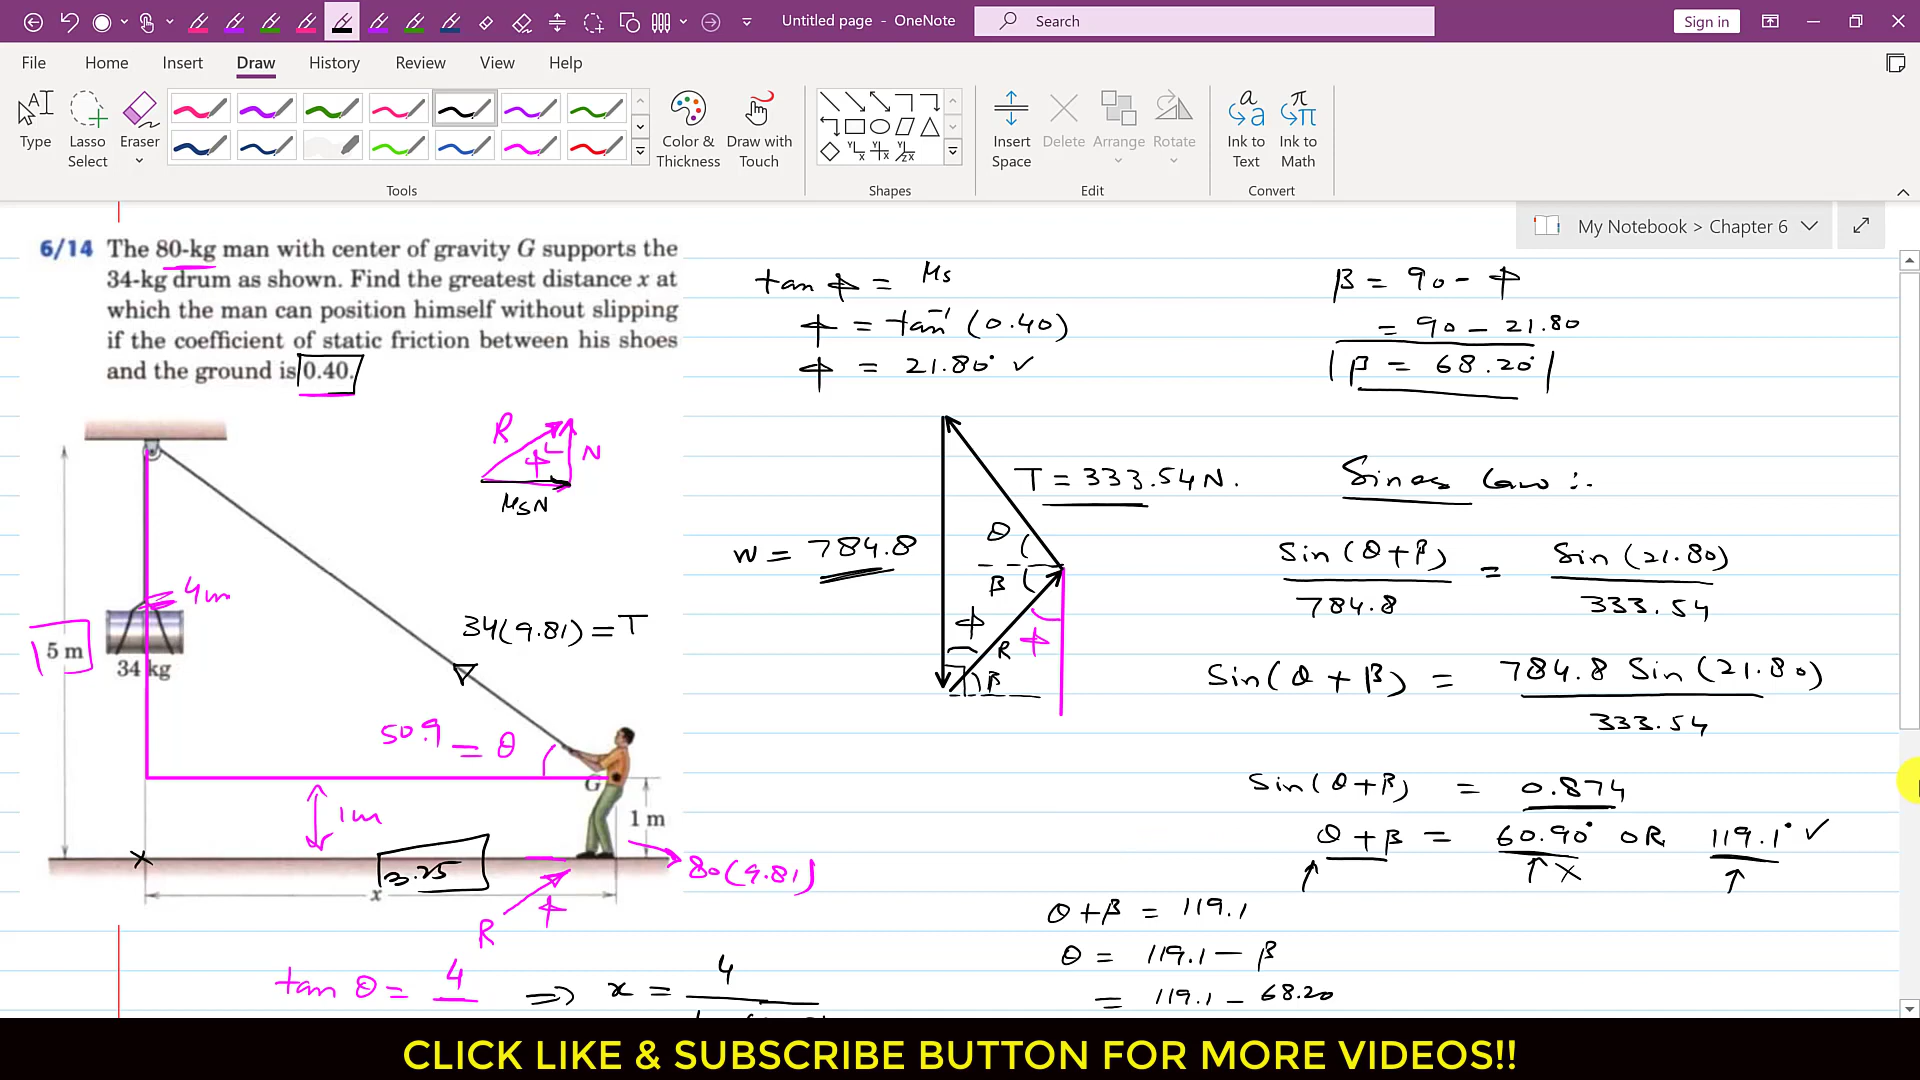 Untitled page - OneNote
Search
Sign in
File Home Insert Draw History Review View Help
Type
Lasso Select
Eraser
Color & Thickness
Draw with Touch
Insert Space
Delete
Arrange
Rotate
Ink to Text
Ink to Math
Tools
Shapes
Edit
Convert
My Notebook > Chapter 6
6/14 The 80-kg man with center of gravity G supports the
34-kg drum as shown. Find the greatest distance x at
which the man can position himself without slipping
if the coefficient of static friction between his shoes
and the ground is 0.40.
R
ϕ
N
μsN
4m
5 m
34 kg
34(9.81) = T
50.9 = θ
G
1m
1 m
3.25
x
80(9.81)
R
ϕ
tan θ = 4
⇒ x = 4
tan ϕ = μs
ϕ = tan⁻¹ (0.40)
ϕ = 21.80° ✓
W = 784.8
T = 333.54N.
θ
β
ϕ
ϕ
R
β
β = 90 - ϕ
= 90 - 21.80
β = 68.20°
Sines Law :.
Sin(θ+β) / 784.8 = Sin(21.80) / 333.54
Sin(θ + β) = 784.8 Sin(21.80) / 333.54
Sin(θ+β) = 0.874
θ + β = 60.90° OR 119.1° ✓
X
θ+β = 119.1
θ = 119.1 - β
= 119.1 - 68.20
CLICK LIKE & SUBSCRIBE BUTTON FOR MORE VIDEOS!!